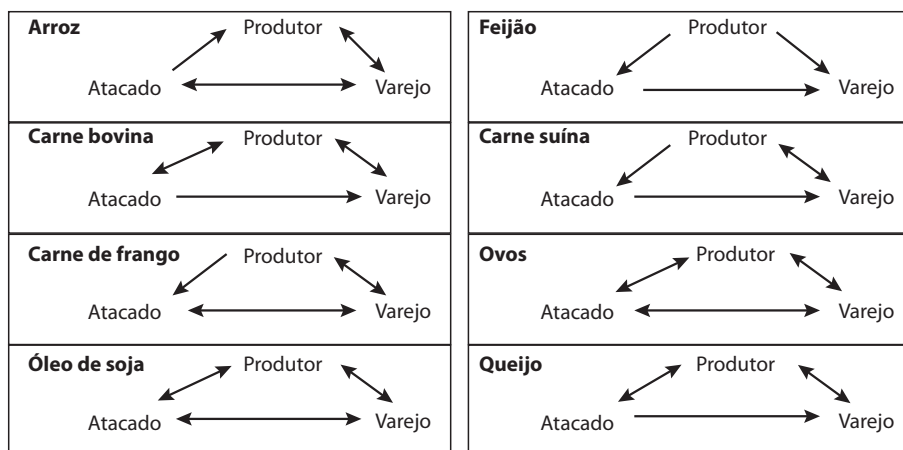 Arroz
Produtor
Atacado
Varejo
Feijão
Produtor
Atacado
Varejo
Carne bovina
Produtor
Atacado
Varejo
Carne suína
Produtor
Atacado
Varejo
Carne de frango
Produtor
Atacado
Varejo
Ovos
Produtor
Atacado
Varejo
Óleo de soja
Produtor
Atacado
Varejo
Queijo
Produtor
Atacado
Varejo